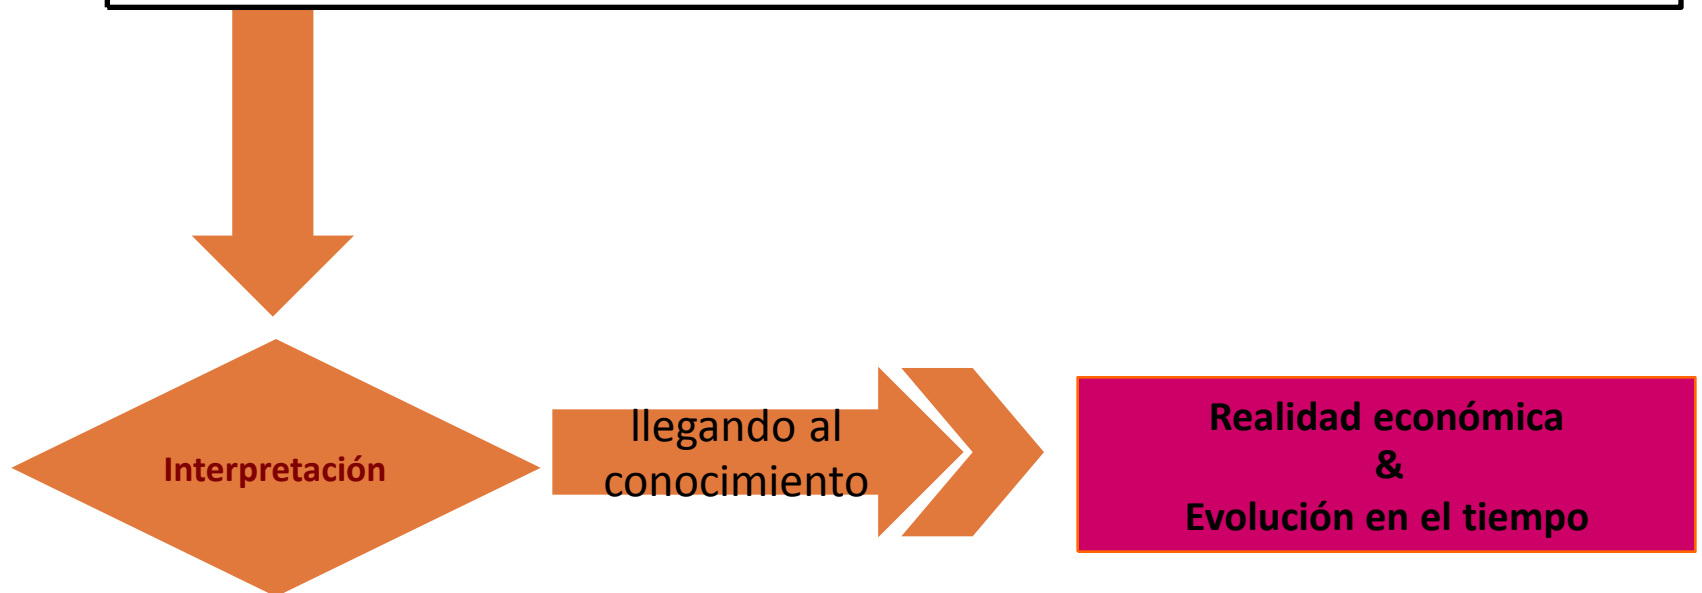 Interpretación
llegando al
conocimiento
Realidad económica
&
Evolución en el tiempo